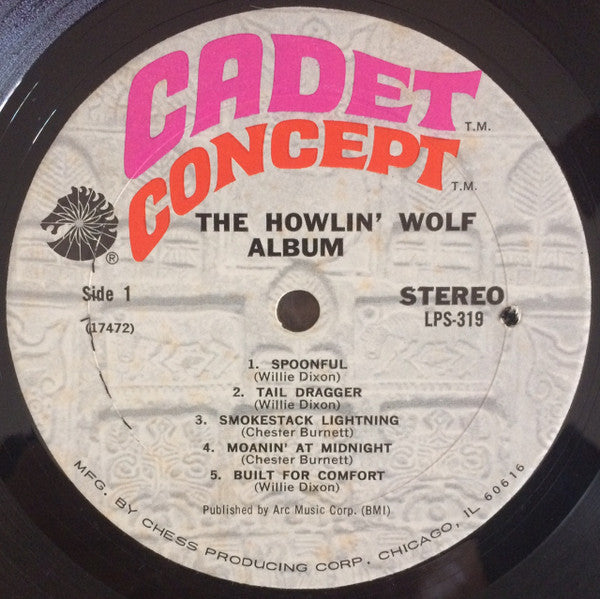 CADET T.M.
CONCEPT T.M.
®
THE HOWLIN' WOLF
ALBUM
Side 1
STEREO
(17472)
LPS-319
1. SPOONFUL
(Willie Dixon)
2. TAIL DRAGGER
(Willie Dixon)
3. SMOKESTACK LIGHTNING
(Chester Burnett)
4. MOANIN' AT MIDNIGHT
(Chester Burnett)
5. BUILT FOR COMFORT
(Willie Dixon)
Published by Arc Music Corp. (BMI)
MFG. BY CHESS PRODUCING CORP. CHICAGO, IL 60616